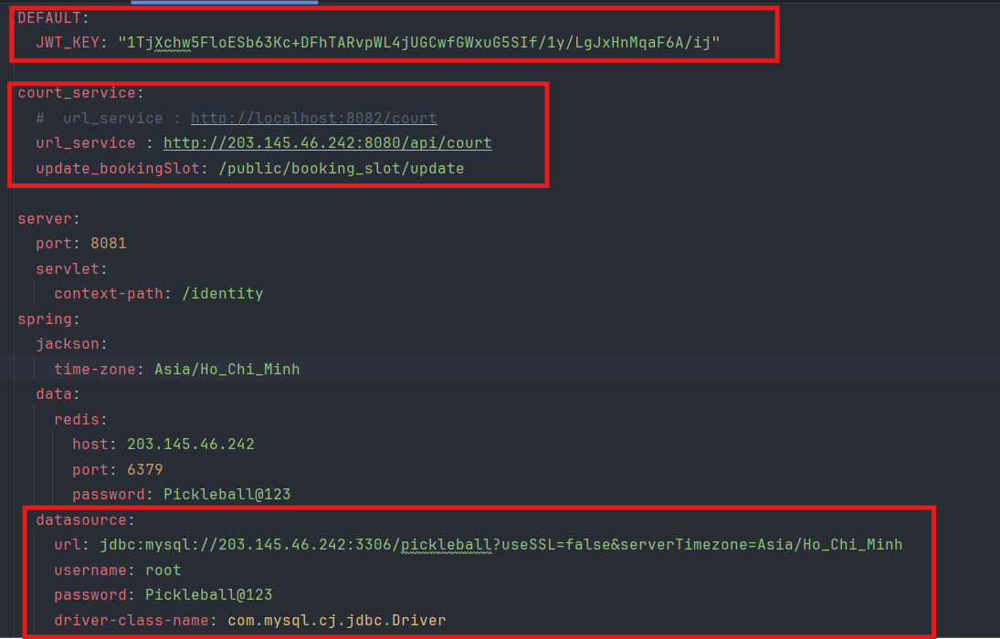 DEFAULT:
JWT_KEY: "1TjXchw5FloESb63Kc+DFhTARvpWL4jUGCwfGWxuG5SIf/1y/LgJxHnMqaF6A/ij"
court_service:
# url_service : http://localhost:8082/court
url_service : http://203.145.46.242:8080/api/court
update_bookingSlot: /public/booking_slot/update
server:
port: 8081
servlet:
context-path: /identity
spring:
jackson:
time-zone: Asia/Ho_Chi_Minh
data:
redis:
host: 203.145.46.242
port: 6379
password: Pickleball@123
datasource:
url: jdbc:mysql://203.145.46.242:3306/pickleball?useSSL=false&serverTimezone=Asia/Ho_Chi_Minh
username: root
password: Pickleball@123
driver-class-name: com.mysql.cj.jdbc.Driver